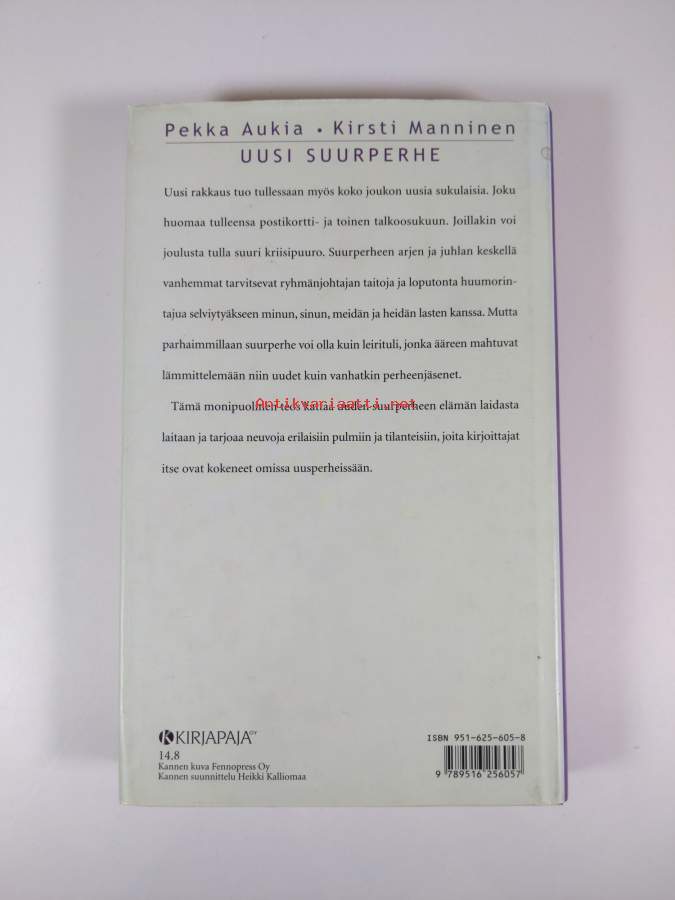 Pekka Aukia • Kirsti Manninen
UUSI SUURPERHE
Uusi rakkaus tuo tullessaan myös koko joukon uusia sukulaisia. Joku
huomaa tulleensa postikortti- ja toinen talkoosukuun. Joillakin voi
joulusta tulla suuri kriisipuuro. Suurperheen arjen ja juhlan keskellä
vanhemmat tarvitsevat ryhmänjohtajan taitoja ja loputonta huumorin-
tajua selviytyäkseen minun, sinun, meidän ja heidän lasten kanssa. Mutta
parhaimmillaan suurperhe voi olla kuin leirituli, jonka ääreen mahtuvat
lämmittelemään niin uudet kuin vanhatkin perheenjäsenet.
Tämä monipuolinen teos kattaa uuden suurperheen elämän laidasta
Antikvariaatti.net
laitaan ja tarjoaa neuvoja erilaisiin pulmiin ja tilanteisiin, joita kirjoittajat
itse ovat kokeneet omissa uusperheissään.
KIRJAPAJA OY
14.8
Kannen kuva Fennopress Oy
Kannen suunnittelu Heikki Kalliomaa
ISBN 951-625-605-8
9 789516 256057